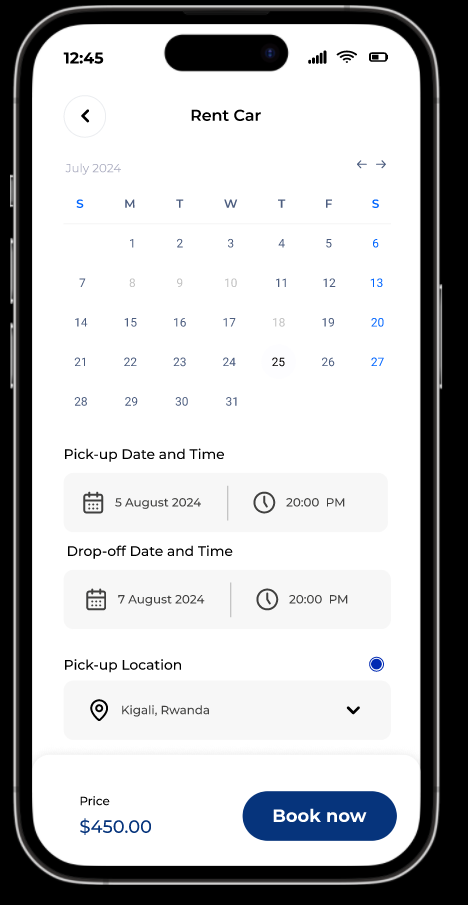 12:45
Rent Car
July 2024
S M T W T F S
1 2 3 4 5 6
7 8 9 10 11 12 13
14 15 16 17 18 19 20
21 22 23 24 25 26 27
28 29 30 31
Pick-up Date and Time
5 August 2024 20:00 PM
Drop-off Date and Time
7 August 2024 20:00 PM
Pick-up Location
Kigali, Rwanda
Price
$450.00 Book now